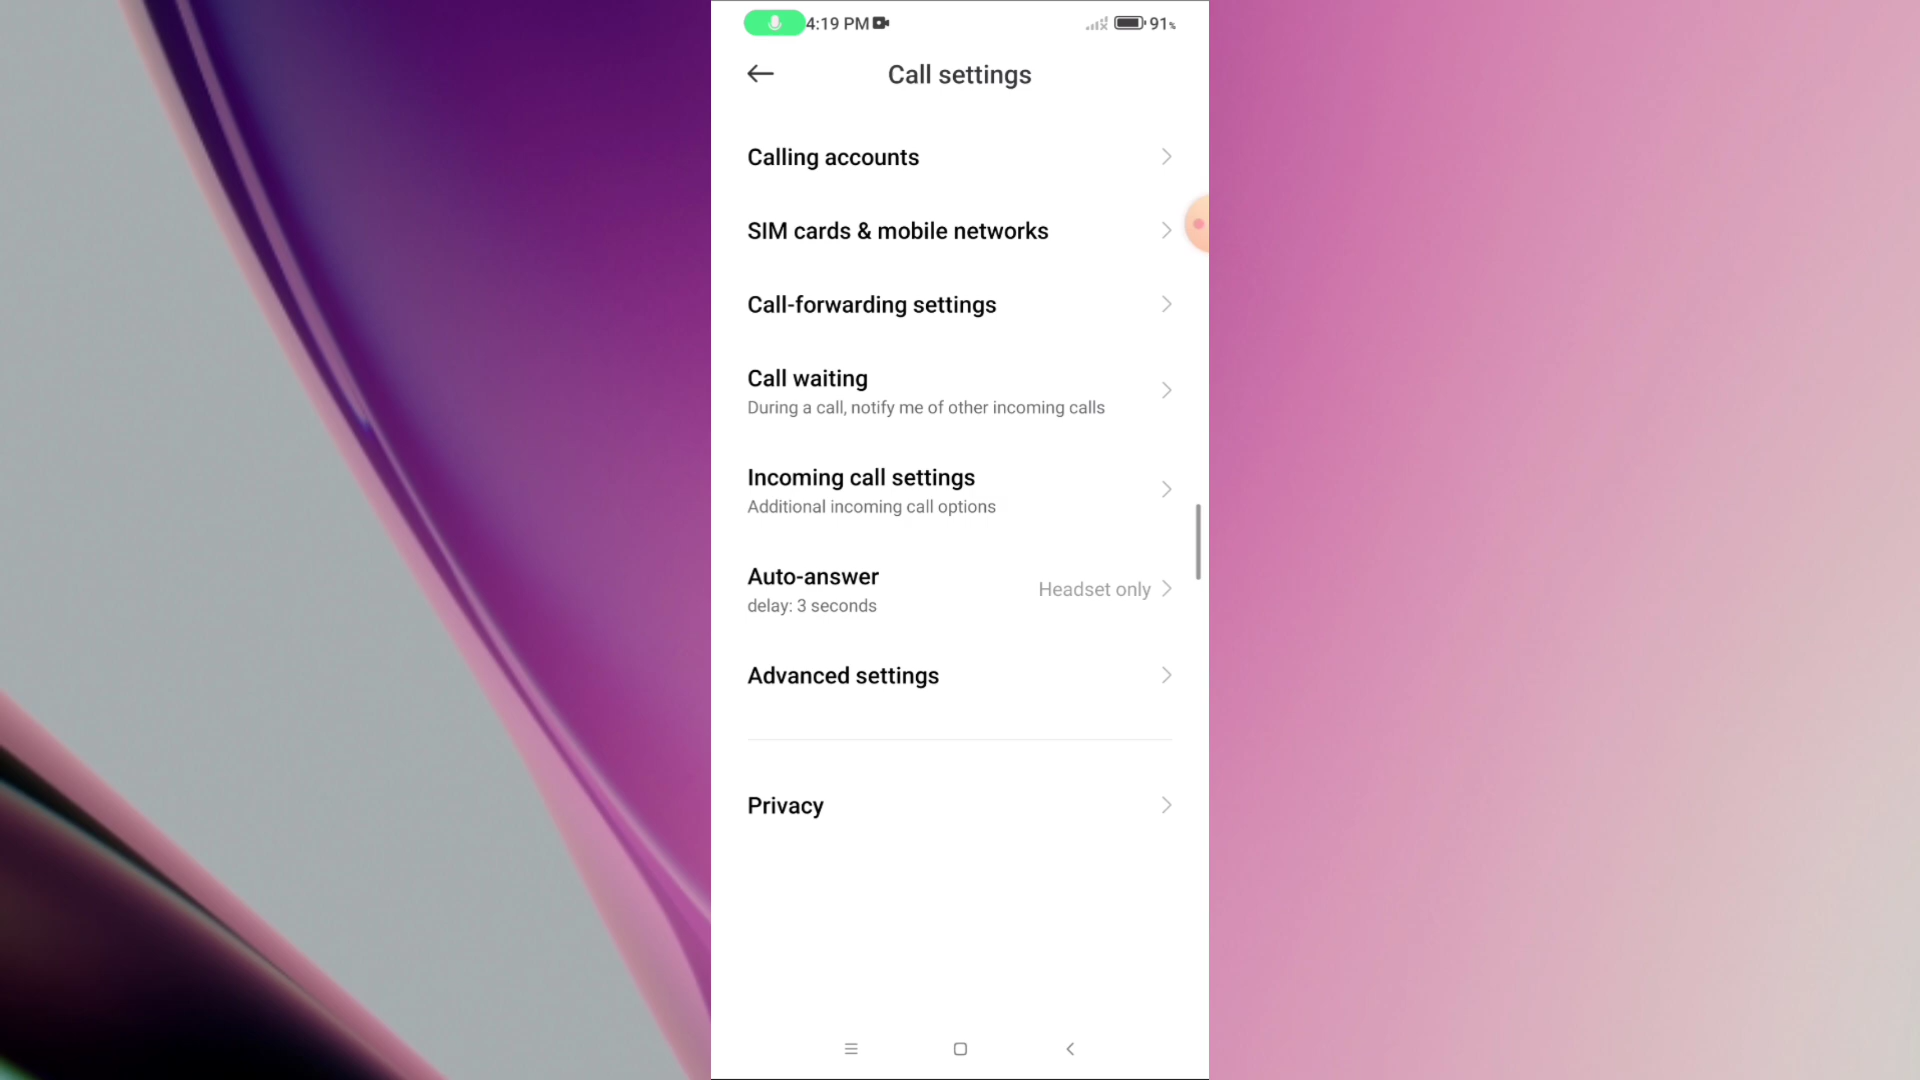 4:19 PM 91%
Call settings
Calling accounts
SIM cards & mobile networks
Call-forwarding settings
Call waiting
During a call, notify me of other incoming calls
Incoming call settings
Additional incoming call options
Auto-answer
delay: 3 seconds
Headset only
Advanced settings
Privacy